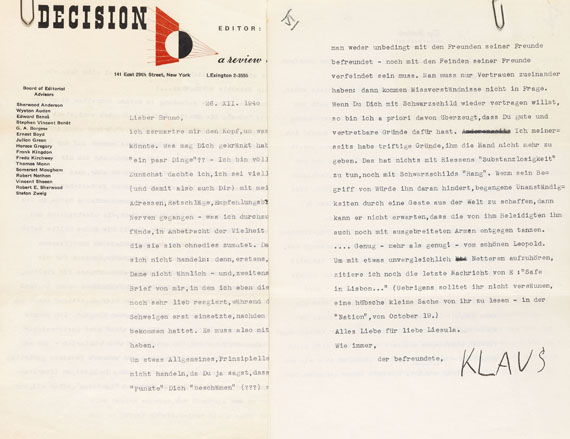 DECISION
EDITOR:
a review
141 East 29th Street, New York LExington 2-3595
Board of Editorial
Advisors
Sherwood Anderson
Wystan Auden
Eduard Beneš
Stephen Vincent Benét
G. A. Borgese
Ernest Boyd
Julien Green
Horace Gregory
Frank Kingdon
Freda Kirchwey
Thomas Mann
Somerset Maugham
Robert Nathan
Vincent Sheean
Robert E. Sherwood
Stefan Zweig
26. XII. 1940
Lieber Bruno,
ich zermartre mir den Kopf, um
könnte, das mag Dich gekränkt ha
"ein paar Dinge"?? - Ich bin voll
Zunächst dachte ich, ich sei viell
(und damit also auch Dir) mit mei
Adressen, Ratschläge, Empfehlungsb
Nerven gegangen - was ich durchau
fände, in Anbetracht der Vielheit
die sie sich ohnedies zumutet. Da
sich nicht handeln: denn, erstens,
Dame nicht ähnlich - und, zweitens
Brief von mir, in dem ich eben die
noch sehr lieb reagiert, während d
Schweigen erst einsetzte, nachdem
bekommen hattet. Es muss also mit
haben.
Um etwas Allgemeines, Prinzipielle
nicht handeln, da Du ja sagst, dass
"Punkte" Dich "beschämen" (???)
man weder unbedingt mit den Freunden seiner Freunde
befreundet - noch mit den Feinden seiner Freunde
verfeindet sein muss. Man muss nur Vertrauen zueinander
haben: dann kommen Missverständnisse nicht in Frage.
Wenn Du Dich mit Schwarzschild wieder vertragen willst,
so bin ich a priori davon überzeugt, dass Du gute und
vertretbare Gründe dafür hast. Ich meiner-
seits habe triftige Gründe, ihm die Hand nicht mehr zu
geben. Das hat nichts mit Riessens "Substanzlosigkeit"
zu tun, noch mit Schwarzschilds "Rang". Wenn sein Be-
griff von Würde ihn daran hindert, begangene Unanständig-
keiten durch eine Geste aus der Welt zu schaffen, dann
kann er nicht erwarten, dass die von ihm Beleidigten ihm
auch noch mit ausgebreiteten Armen entgegen tanzen.
.... Genug - mehr als genug! - vom schönen Leopold.
Um mit etwas unvergleichlich Netterem aufzuhören,
zitiere ich noch die letzte Nachricht von E: "Safe
in Lisbon..." (Uebrigens solltet ihr nicht versäumen,
eine hübsche kleine Sache von ihr zu lesen - in der
"Nation", von October 19.)
Alles Liebe für liebe Liesula.
Wie immer,
der befreundete,
KLAUS